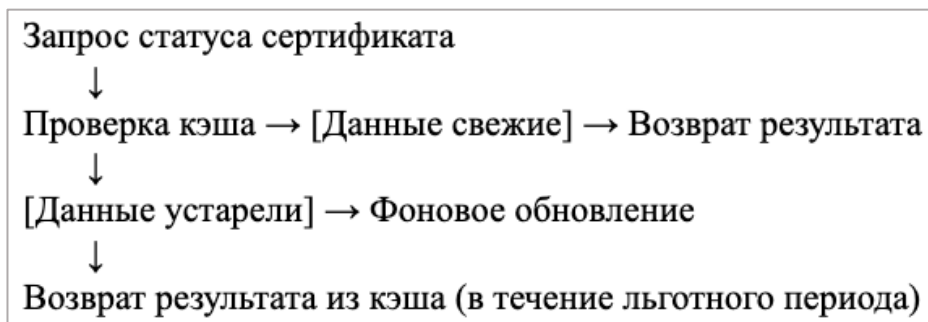 Запрос статуса сертификата
↓
Проверка кэша → [Данные свежие] → Возврат результата
↓
[Данные устарели] → Фоновое обновление
↓
Возврат результата из кэша (в течение льготного периода)